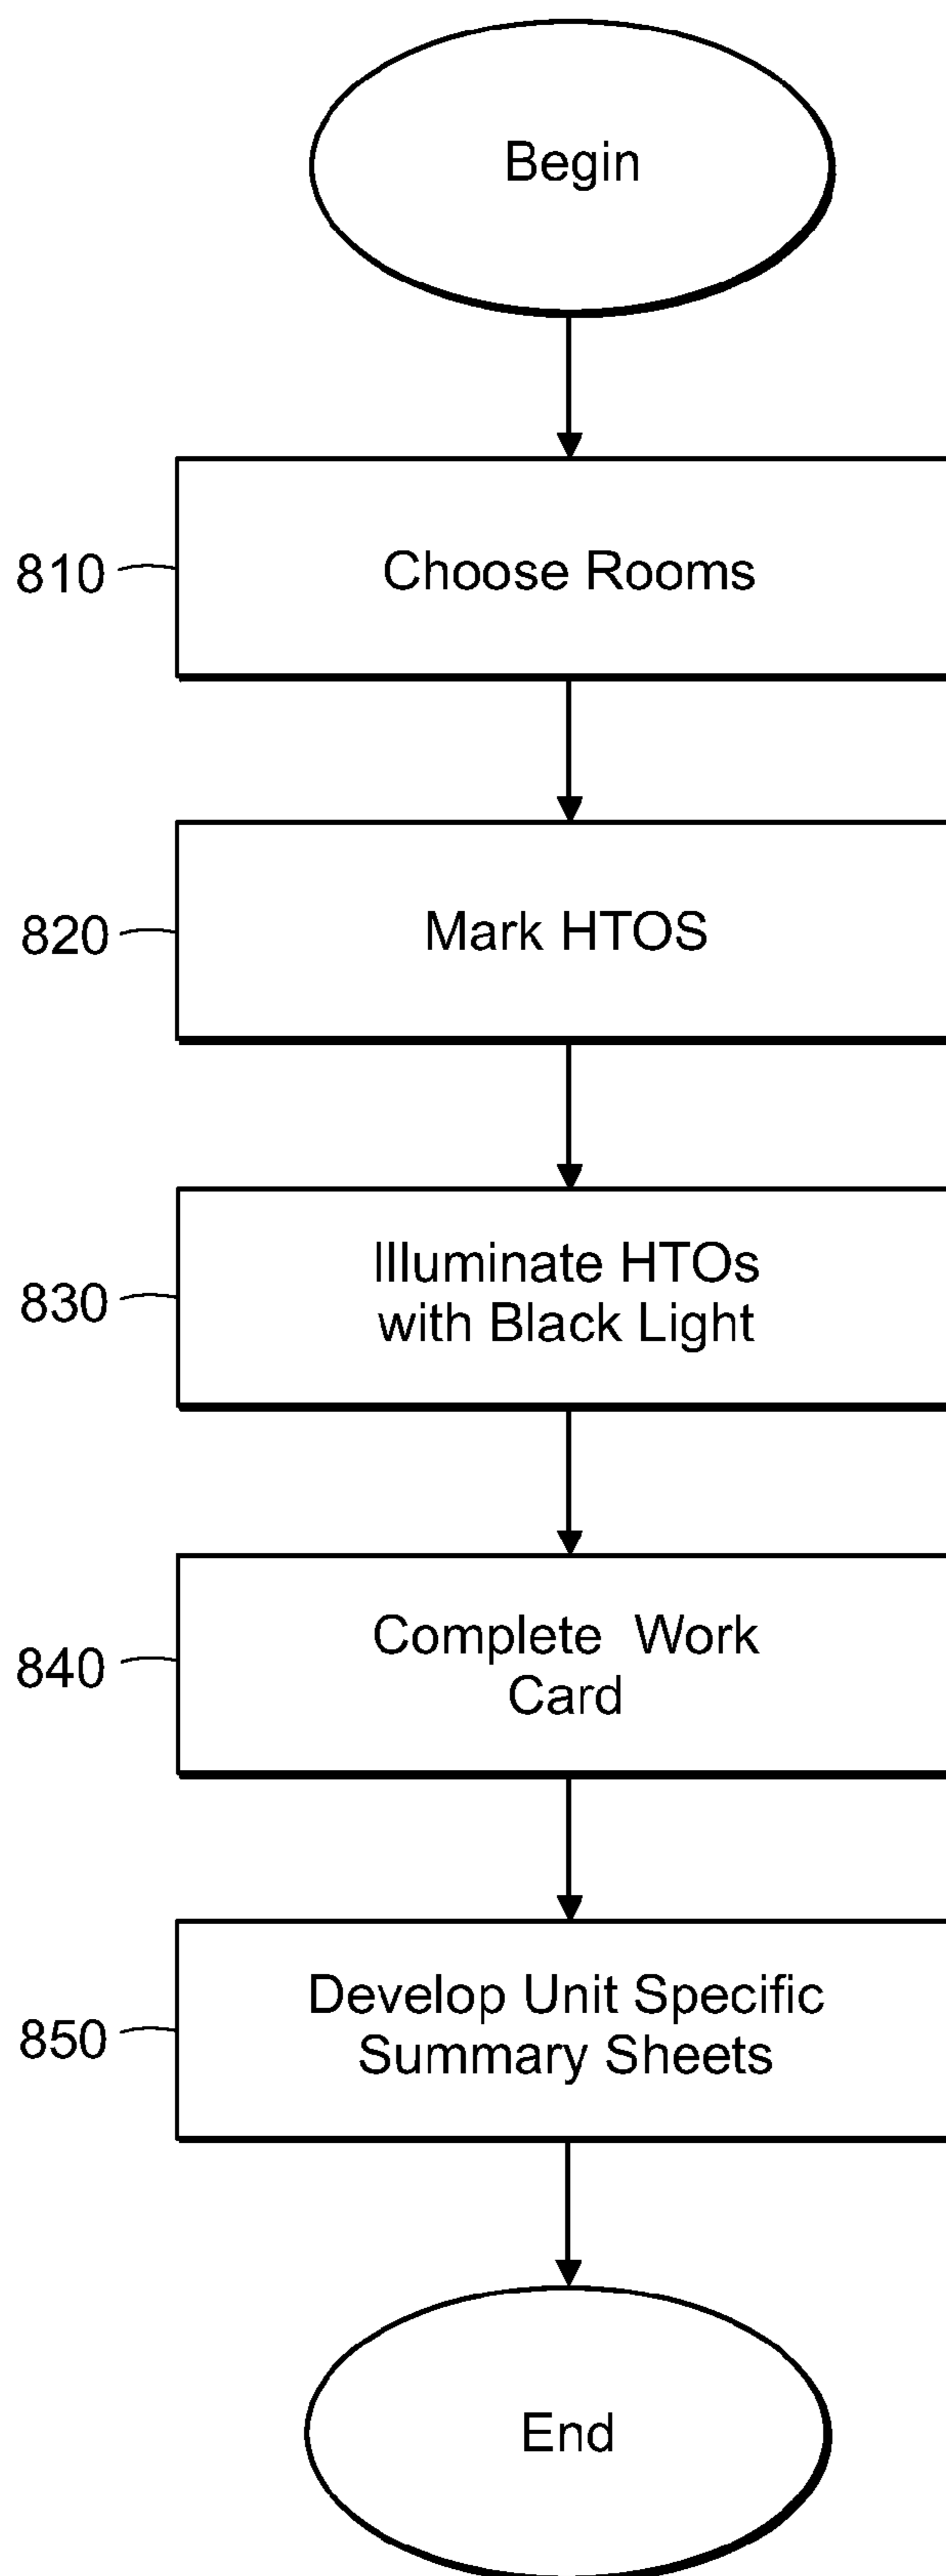 Begin
810
Choose Rooms
820
Mark HTOS
830
Illuminate HTOs
with Black Light
840
Complete Work
Card
850
Develop Unit Specific
Summary Sheets
End